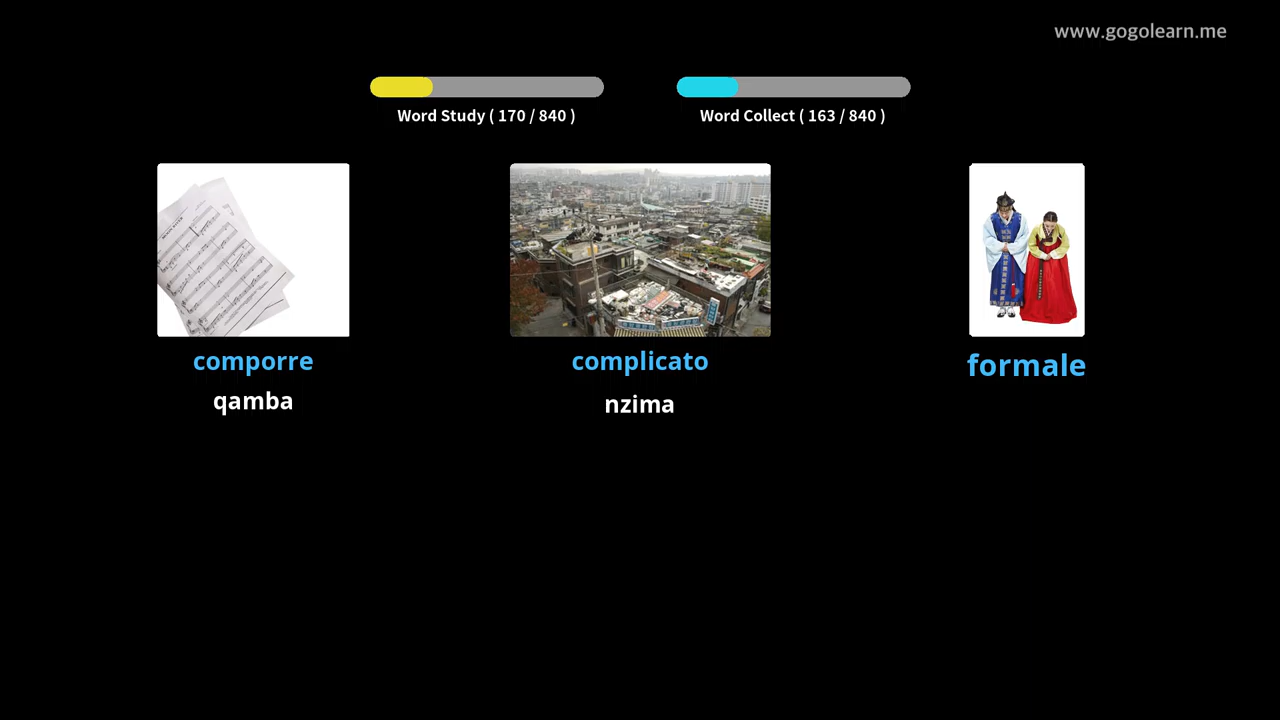 www.gogolearn.me
Word Study ( 170 / 840 )
Word Collect ( 163 / 840 )
comporre
complicato
formale
qamba
nzima